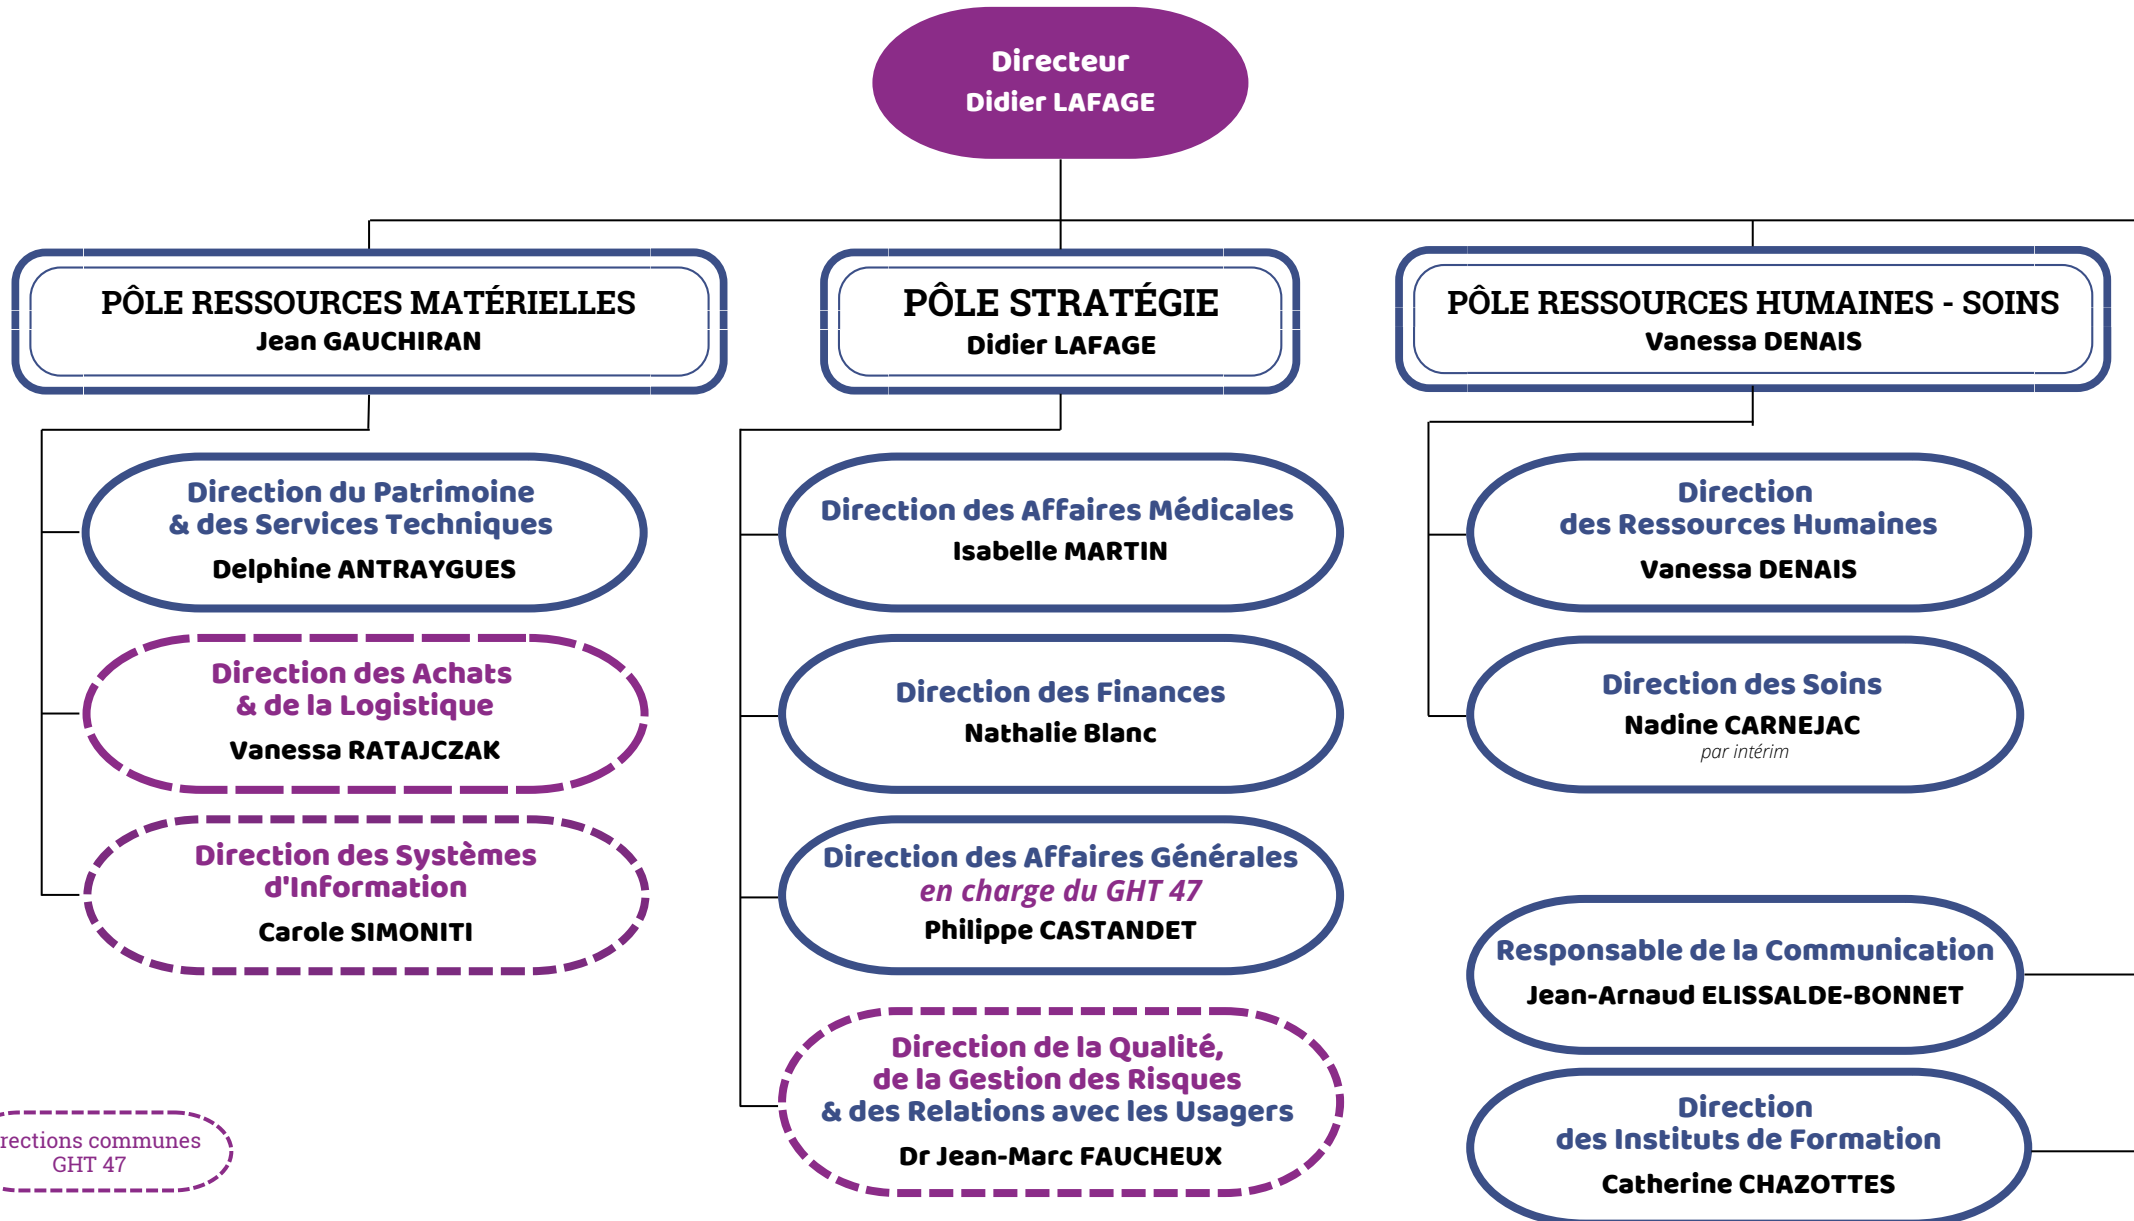 Directeur
Didier LAFAGE
PÔLE RESSOURCES MATÉRIELLES
Jean GAUCHIRAN
PÔLE STRATÉGIE
Didier LAFAGE
PÔLE RESSOURCES HUMAINES - SOINS
Vanessa DENAIS
Direction du Patrimoine
& des Services Techniques
Delphine ANTRAYGUES
Direction des Achats
& de la Logistique
Vanessa RATAJCZAK
Direction des Systèmes
d'Information
Carole SIMONITI
Direction des Affaires Médicales
Isabelle MARTIN
Direction des Finances
Nathalie Blanc
Direction des Affaires Générales
en charge du GHT 47
Philippe CASTANDET
Direction de la Qualité,
de la Gestion des Risques
& des Relations avec les Usagers
Dr Jean-Marc FAUCHEUX
Direction
des Ressources Humaines
Vanessa DENAIS
Direction des Soins
Nadine CARNEJAC
par intérim
Responsable de la Communication
Jean-Arnaud ELISSALDE-BONNET
Direction
des Instituts de Formation
Catherine CHAZOTTES
rections communes
GHT 47